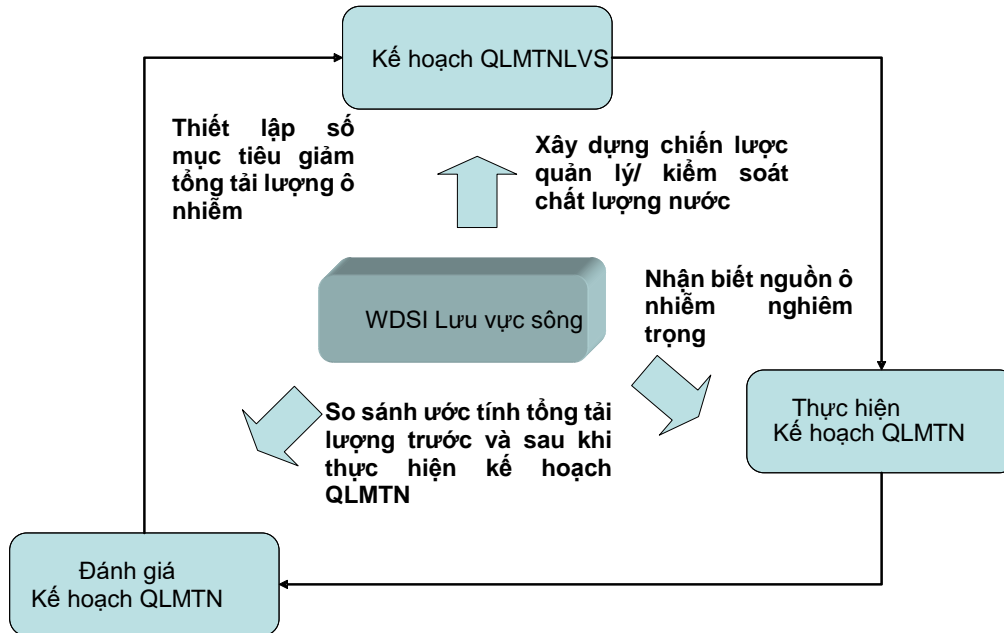 Kế hoạch QLMTNLVS
Thiết lập số
mục tiêu giảm
tổng tải lượng ô
nhiễm
Xây dựng chiến lược
quản lý/ kiểm soát
chất lượng nước
WDSI Lưu vực sông
Nhận biết nguồn ô
nhiễm nghiêm
trọng
So sánh ước tính tổng tải
lượng trước và sau khi
thực hiện kế hoạch
QLMTN
Thực hiện
Kế hoạch QLMTN
Đánh giá
Kế hoạch QLMTN